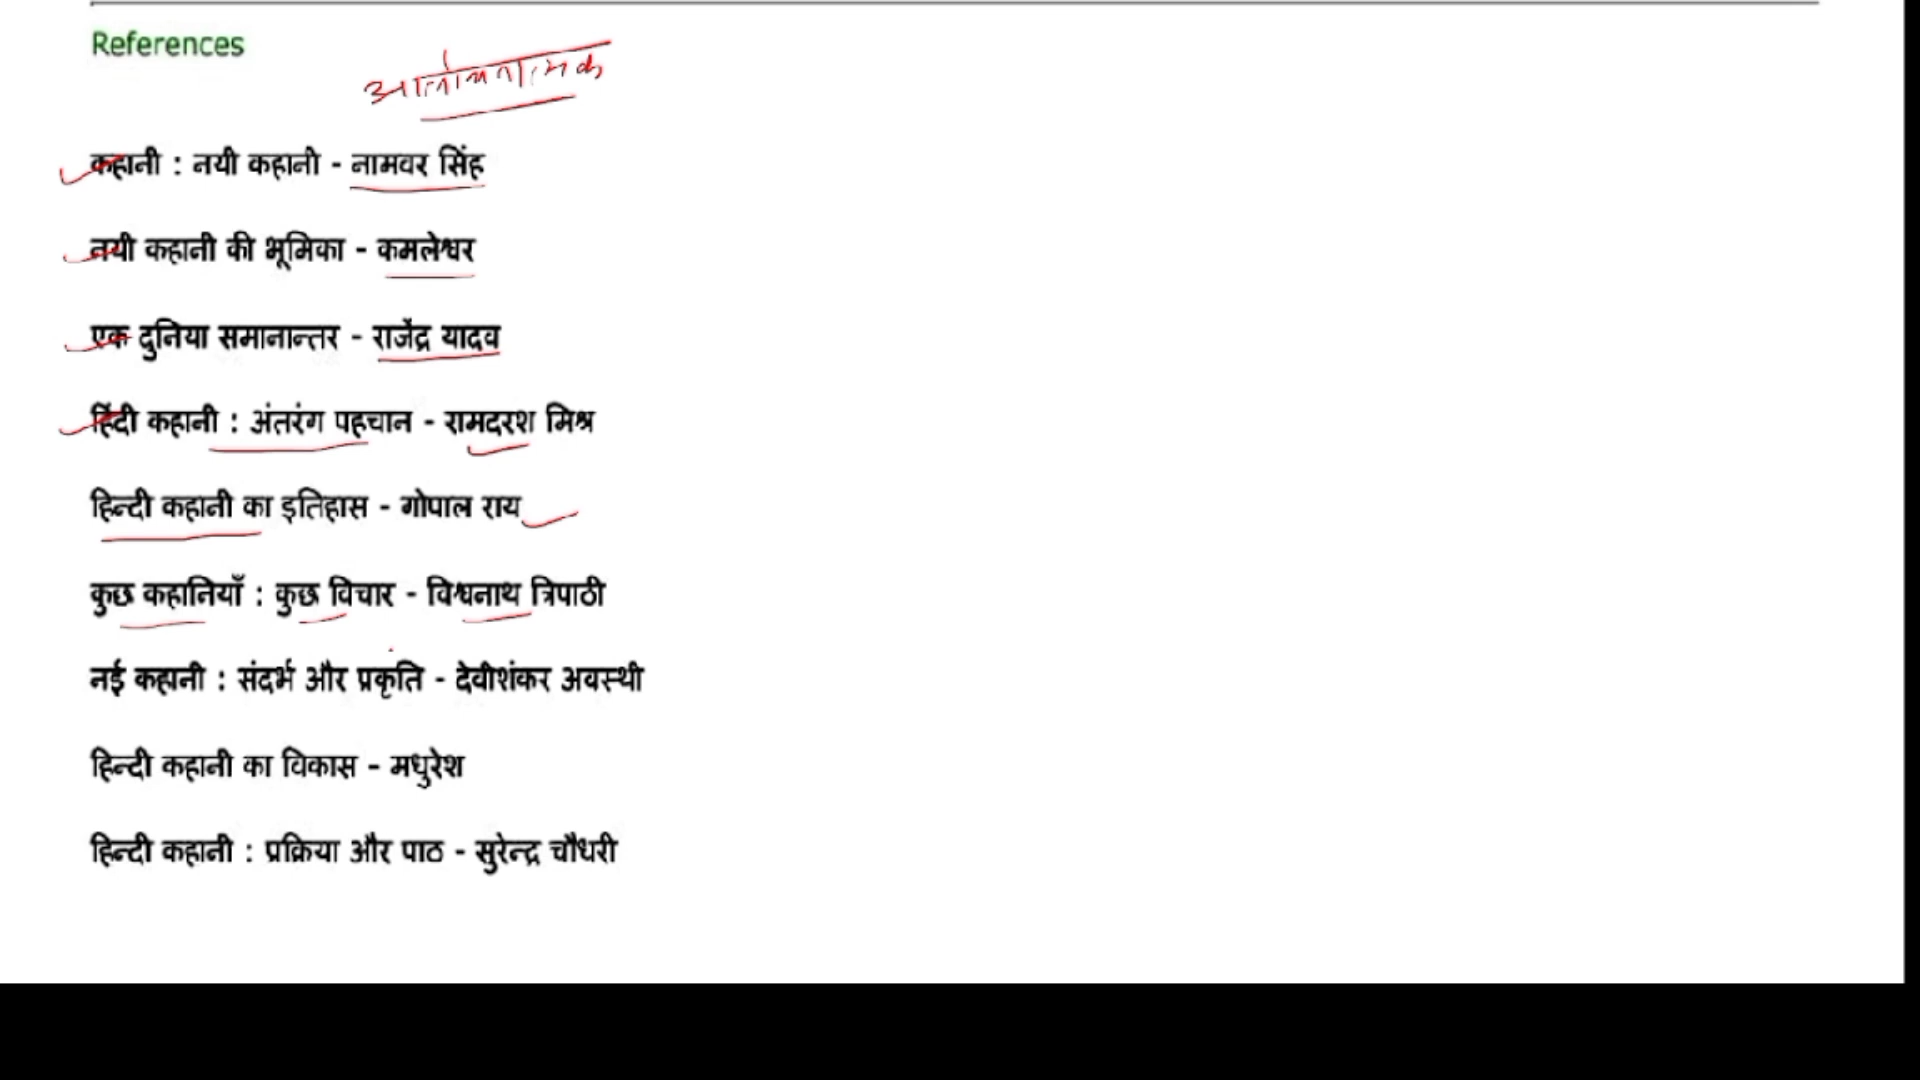 References
आलोचनात्मक
कहानी : नयी कहानी - नामवर सिंह
नयी कहानी की भूमिका - कमलेश्वर
एक दुनिया समानान्तर - राजेंद्र यादव
हिंदी कहानी : अंतरंग पहचान - रामदरश मिश्र
हिन्दी कहानी का इतिहास - गोपाल राय
कुछ कहानियाँ : कुछ विचार - विश्वनाथ त्रिपाठी
नई कहानी : संदर्भ और प्रकृति - देवीशंकर अवस्थी
हिन्दी कहानी का विकास - मधुरेश
हिन्दी कहानी : प्रक्रिया और पाठ - सुरेन्द्र चौधरी